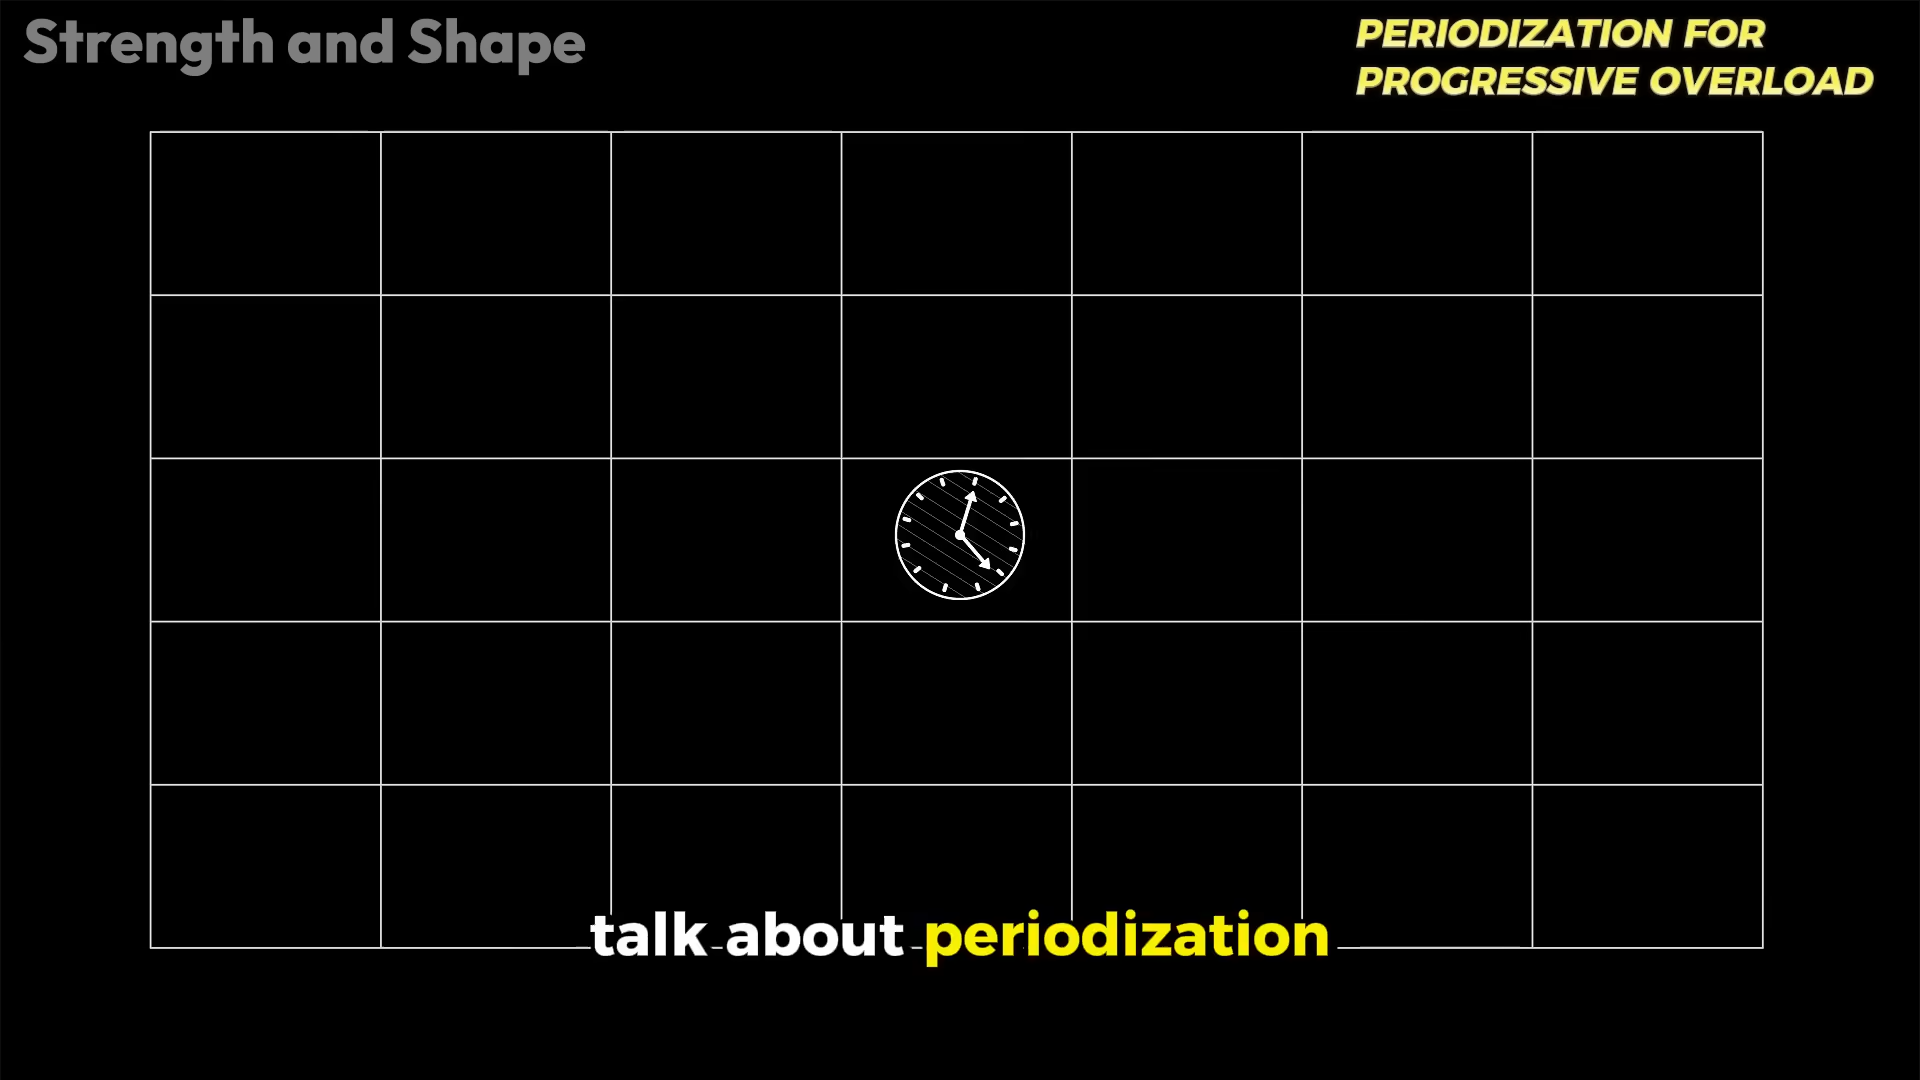 Strength and Shape
PERIODIZATION FOR
PROGRESSIVE OVERLOAD
talk about periodization